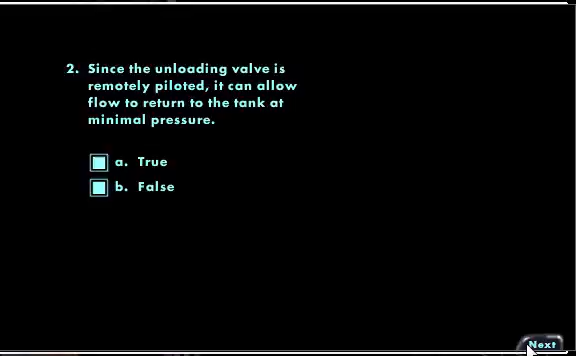 2. Since the unloading valve is
remotely piloted, it can allow
flow to return to the tank at
minimal pressure.
a. True
b. False
Next